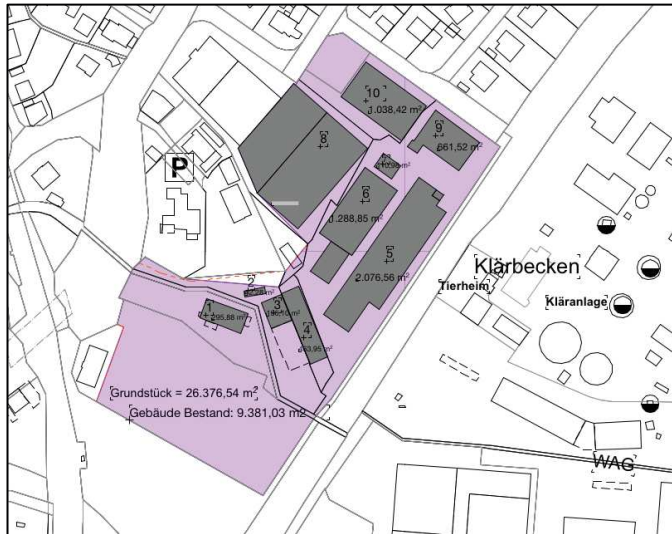 10
1.038,42 m²
9
661,52 m²
8
P
6
1.288,85 m²
5
2.076,56 m²
Klärbecken
Tierheim
Kläranlage
2
1
295,88 m²
3
4
Grundstück = 26.376,54 m²
Gebäude Bestand: 9.381,03 m2
WAG